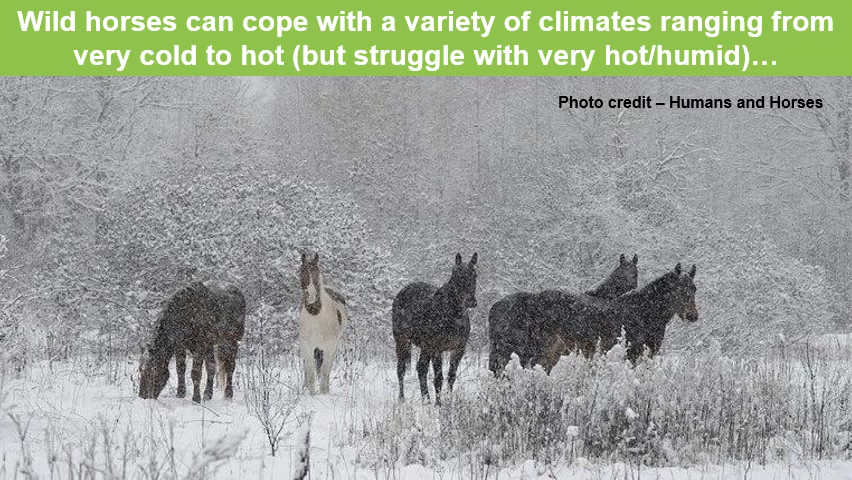 Wild horses can cope with a variety of climates ranging from
very cold to hot (but struggle with very hot/humid)…
Photo credit – Humans and Horses